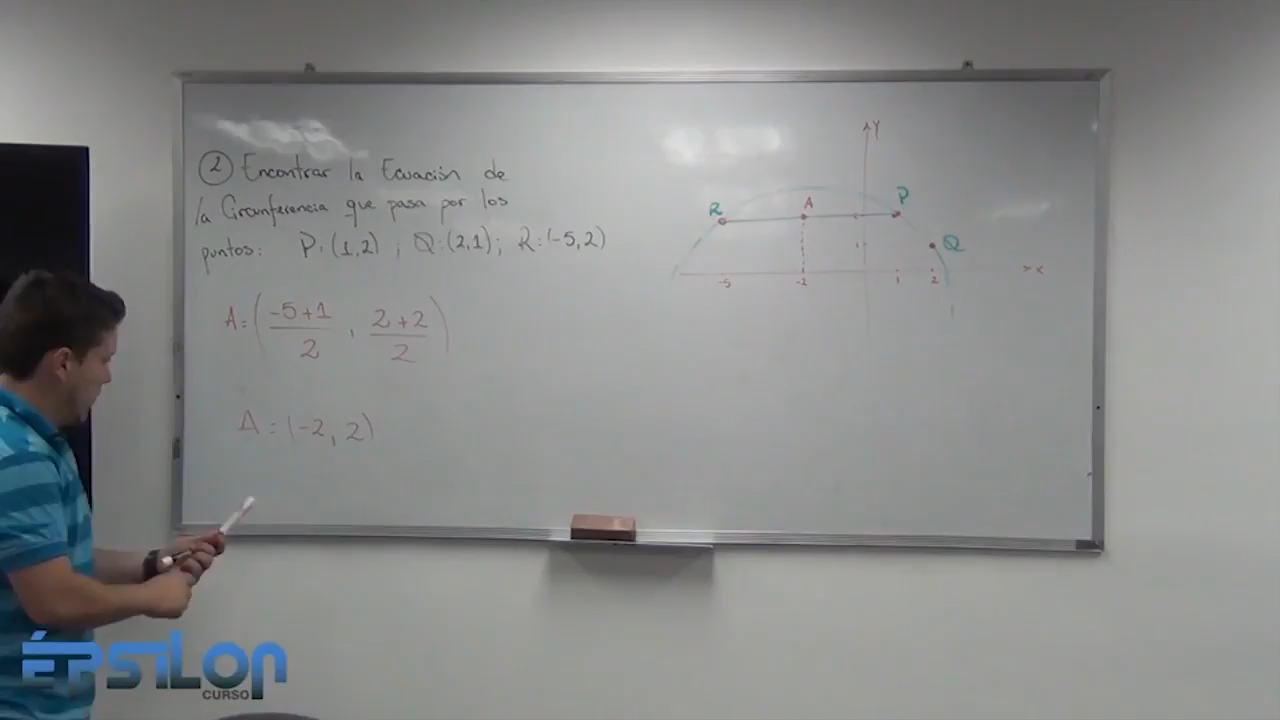 2 Encontrar la Ecuación de
la Circunferencia que pasa por los
puntos: P:(1,2) ; Q:(2,1); R:(-5,2)
A=(-5+1/2 , 2+2/2)
A=(-2, 2)
Y
R A P
1 Q
-5 -2 1 2 x
ÉPSILON
CURSO